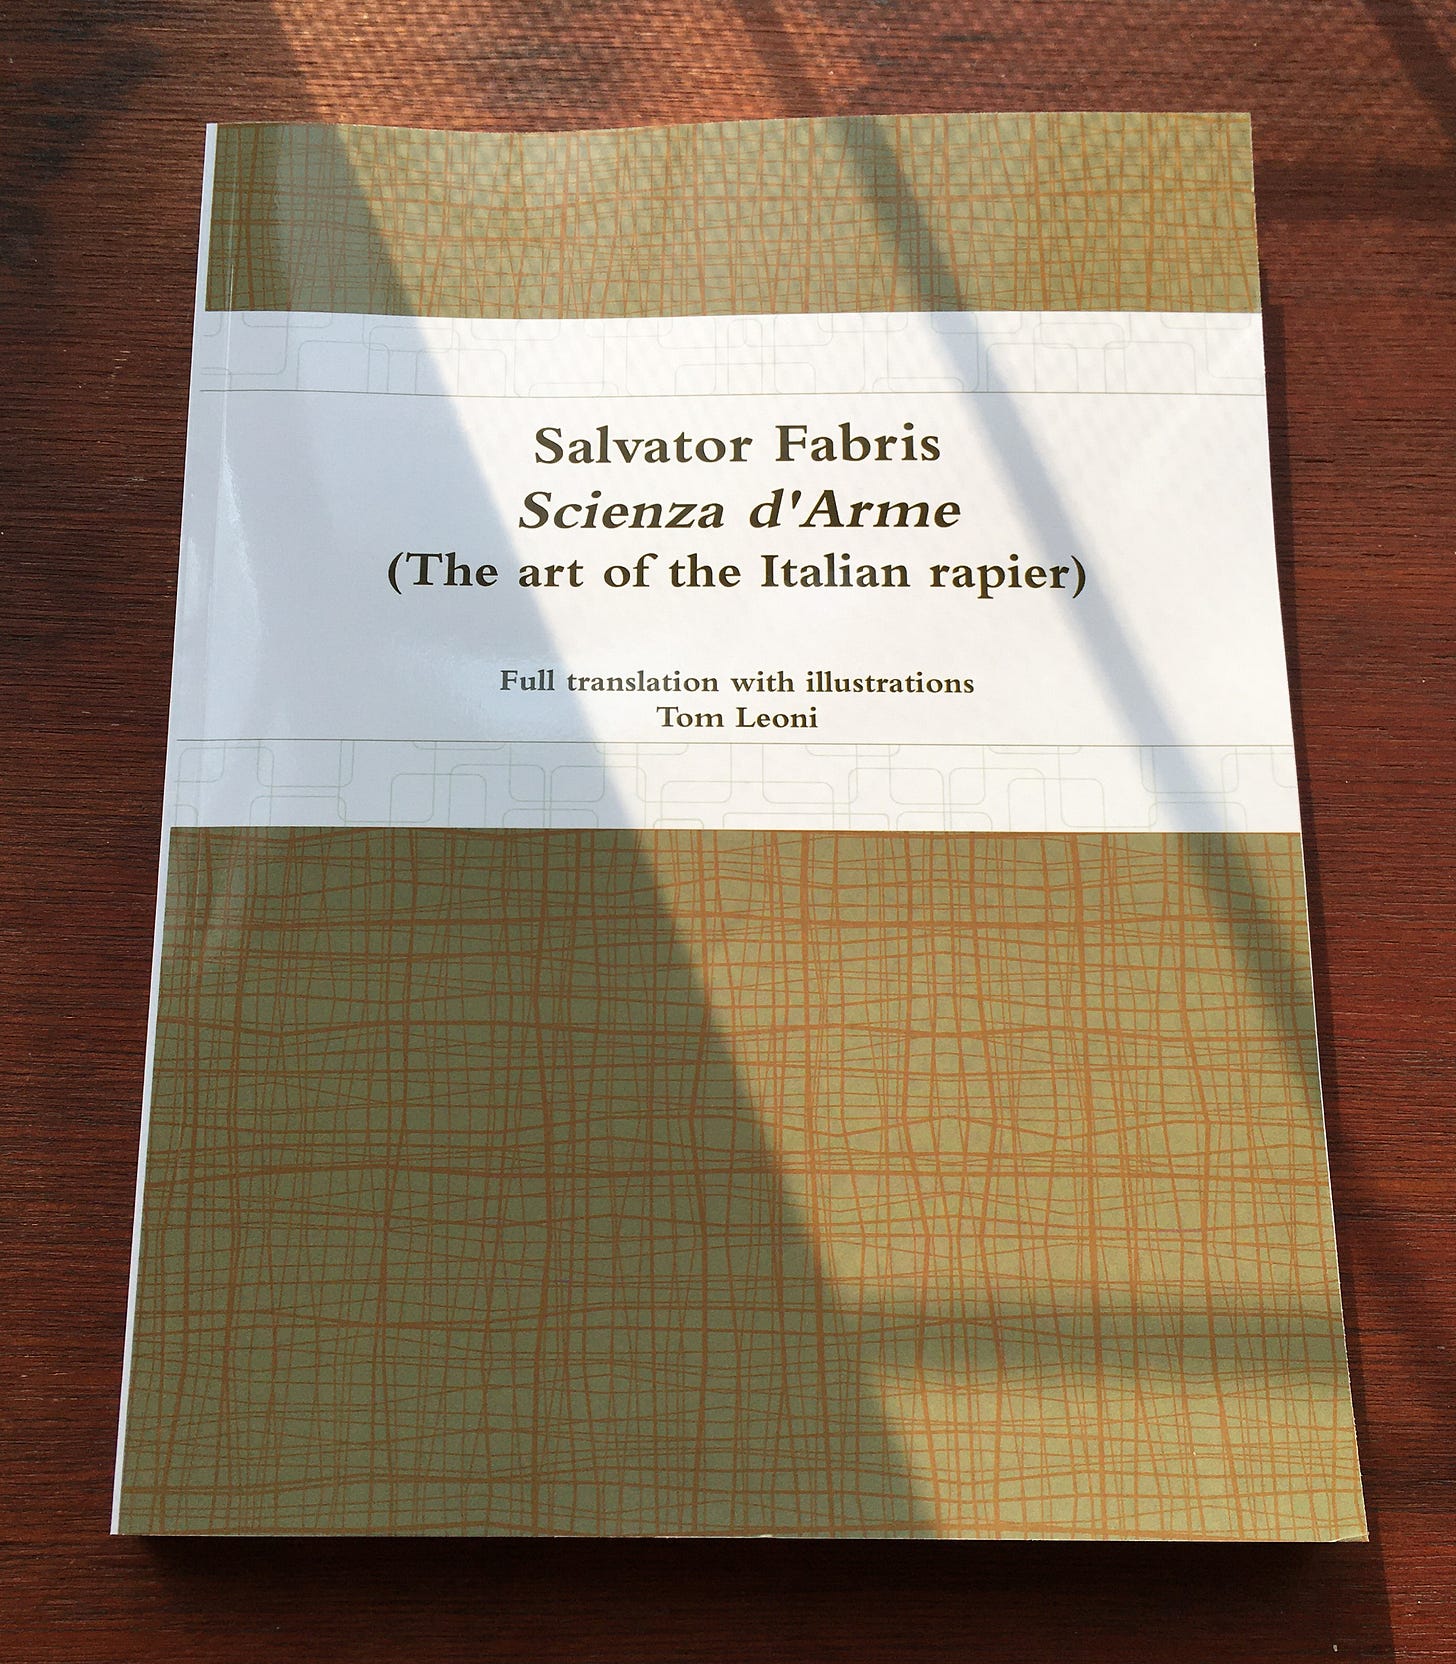 Salvator Fabris
Scienza d'Arme
(The art of the Italian rapier)
Full translation with illustrations
Tom Leoni